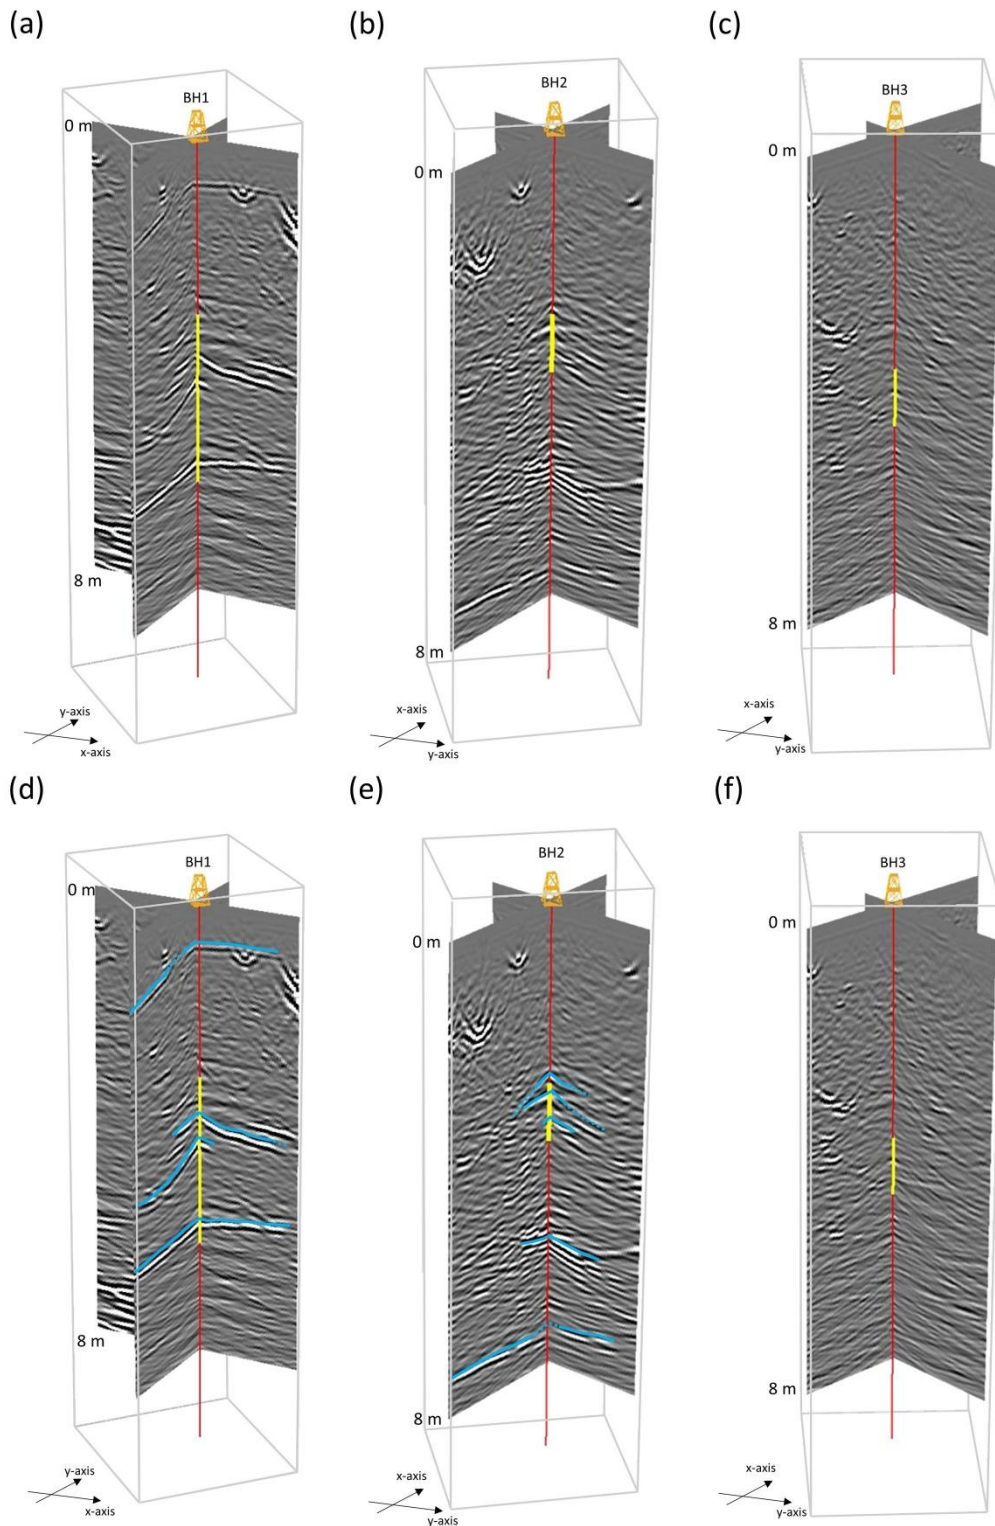 (a)
(b)
(c)
BH1
BH2
BH3
0 m
0 m
0 m
8 m
8 m
8 m
y-axis
x-axis
x-axis
y-axis
x-axis
y-axis
(d)
(e)
(f)
BH1
BH2
BH3
0 m
0 m
0 m
8 m
8 m
8 m
y-axis
x-axis
x-axis
y-axis
x-axis
y-axis